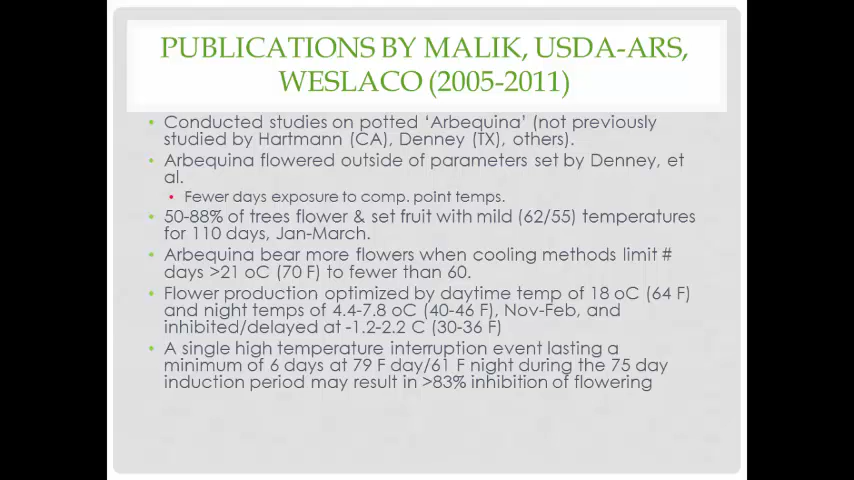 PUBLICATIONS BY MALIK, USDA-ARS,
WESLACO (2005-2011)
• Conducted studies on potted ‘Arbequina’ (not previously
studied by Hartmann (CA), Denney (TX), others).
• Arbequina flowered outside of parameters set by Denney, et
al.
• Fewer days exposure to comp. point temps.
• 50-88% of trees flower & set fruit with mild (62/55) temperatures
for 110 days, Jan-March.
• Arbequina bear more flowers when cooling methods limit #
days >21 oC (70 F) to fewer than 60.
• Flower production optimized by daytime temp of 18 oC (64 F)
and night temps of 4.4-7.8 oC (40-46 F), Nov-Feb, and
inhibited/delayed at -1.2-2.2 C (30-36 F)
• A single high temperature interruption event lasting a
minimum of 6 days at 79 F day/61 F night during the 75 day
induction period may result in >83% inhibition of flowering